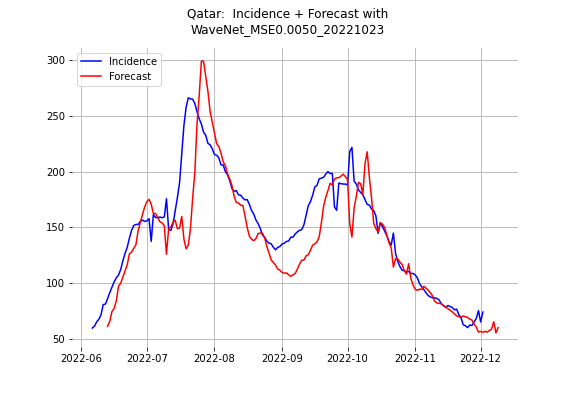 Qatar:  Incidence + Forecast with
WaveNet_MSE0.0050_20221023
Incidence
Forecast
300
250
200
150
100
50
2022-06 2022-07 2022-08 2022-09 2022-10 2022-11 2022-12